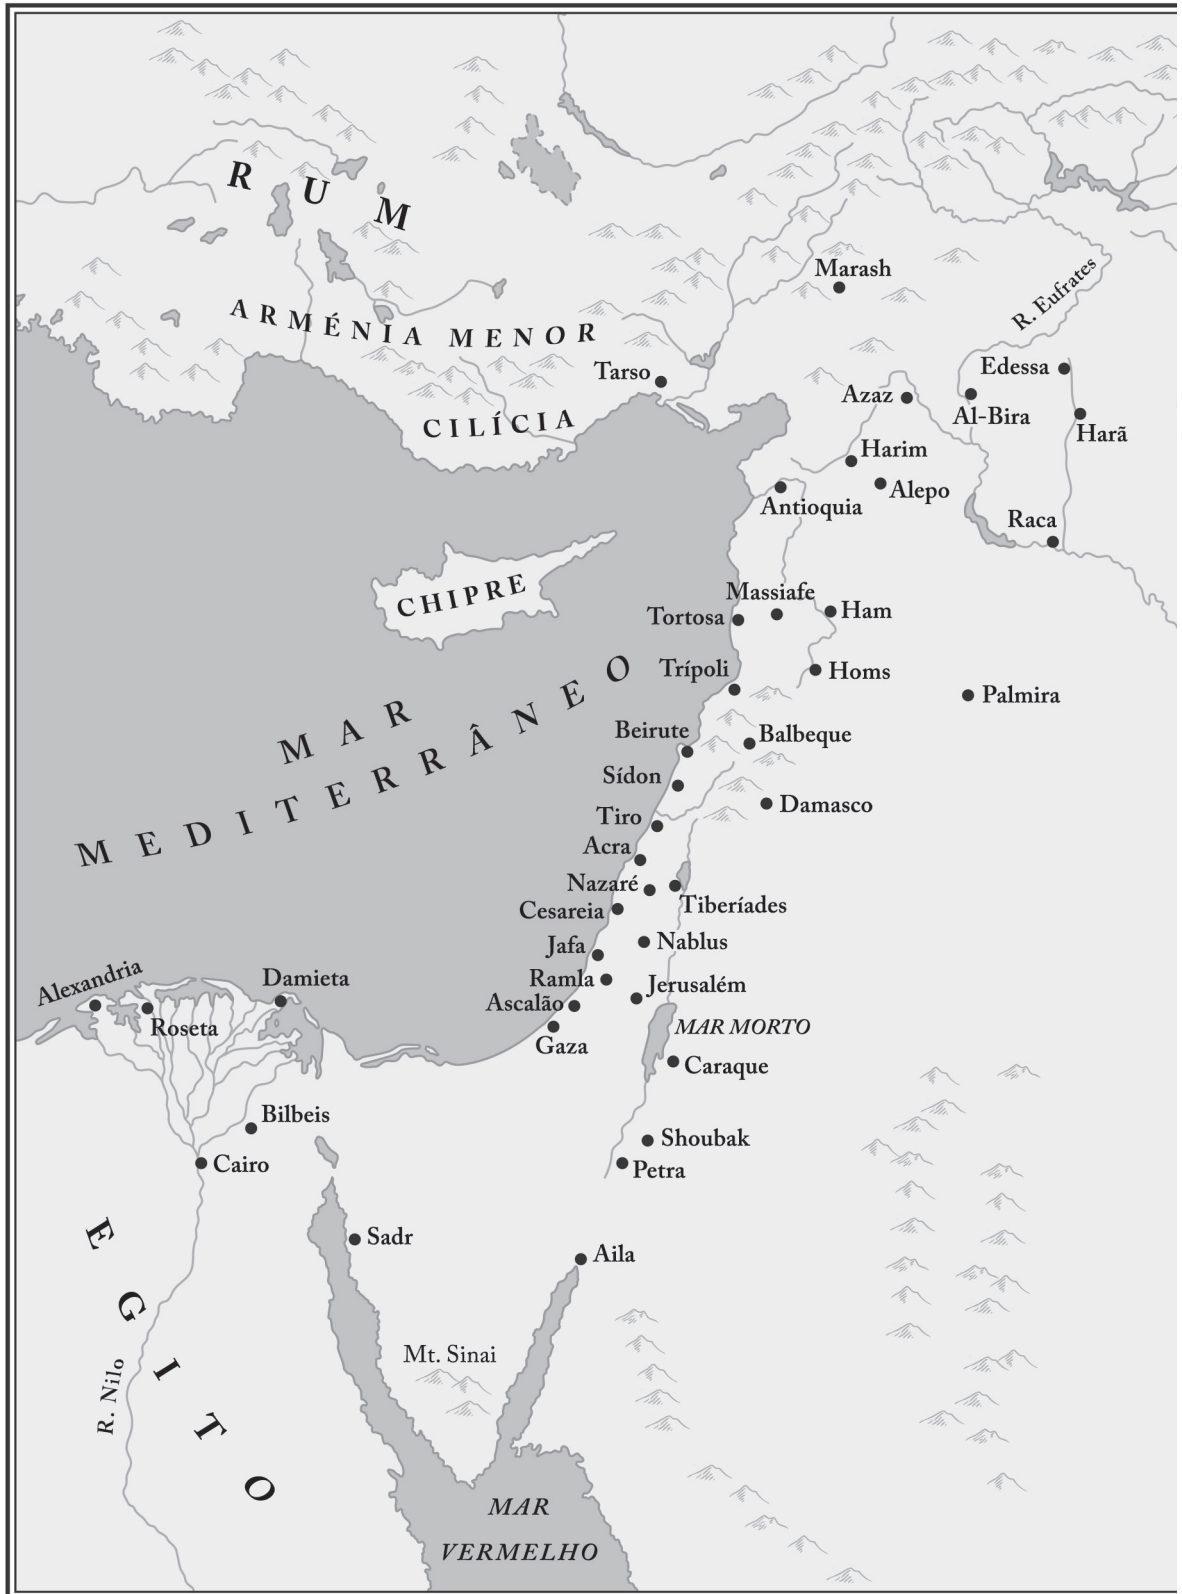 RUM
Marash
R. Eufrates
ARMÉNIA MENOR
Edessa
Tarso
Azaz
Al-Bira
CILÍCIA
Harã
Harim
Alepo
Antioquia
Raca
CHIPRE
Massiafe
Ham
Tortosa
Trípoli
Homs
Palmira
MAR
MEDITERRÂNEO
Beirute
Balbeque
Sídon
Damasco
Tiro
Acra
Nazaré
Tiberíades
Cesareia
Nablus
Jafa
Alexandria
Damieta
Ramla
Jerusalém
Ascalão
Roseta
MAR MORTO
Gaza
Caraque
Bilbeis
Shoubak
Cairo
Petra
EGITO
Sadr
Aila
Mt. Sinai
R. Nilo
MAR
VERMELHO